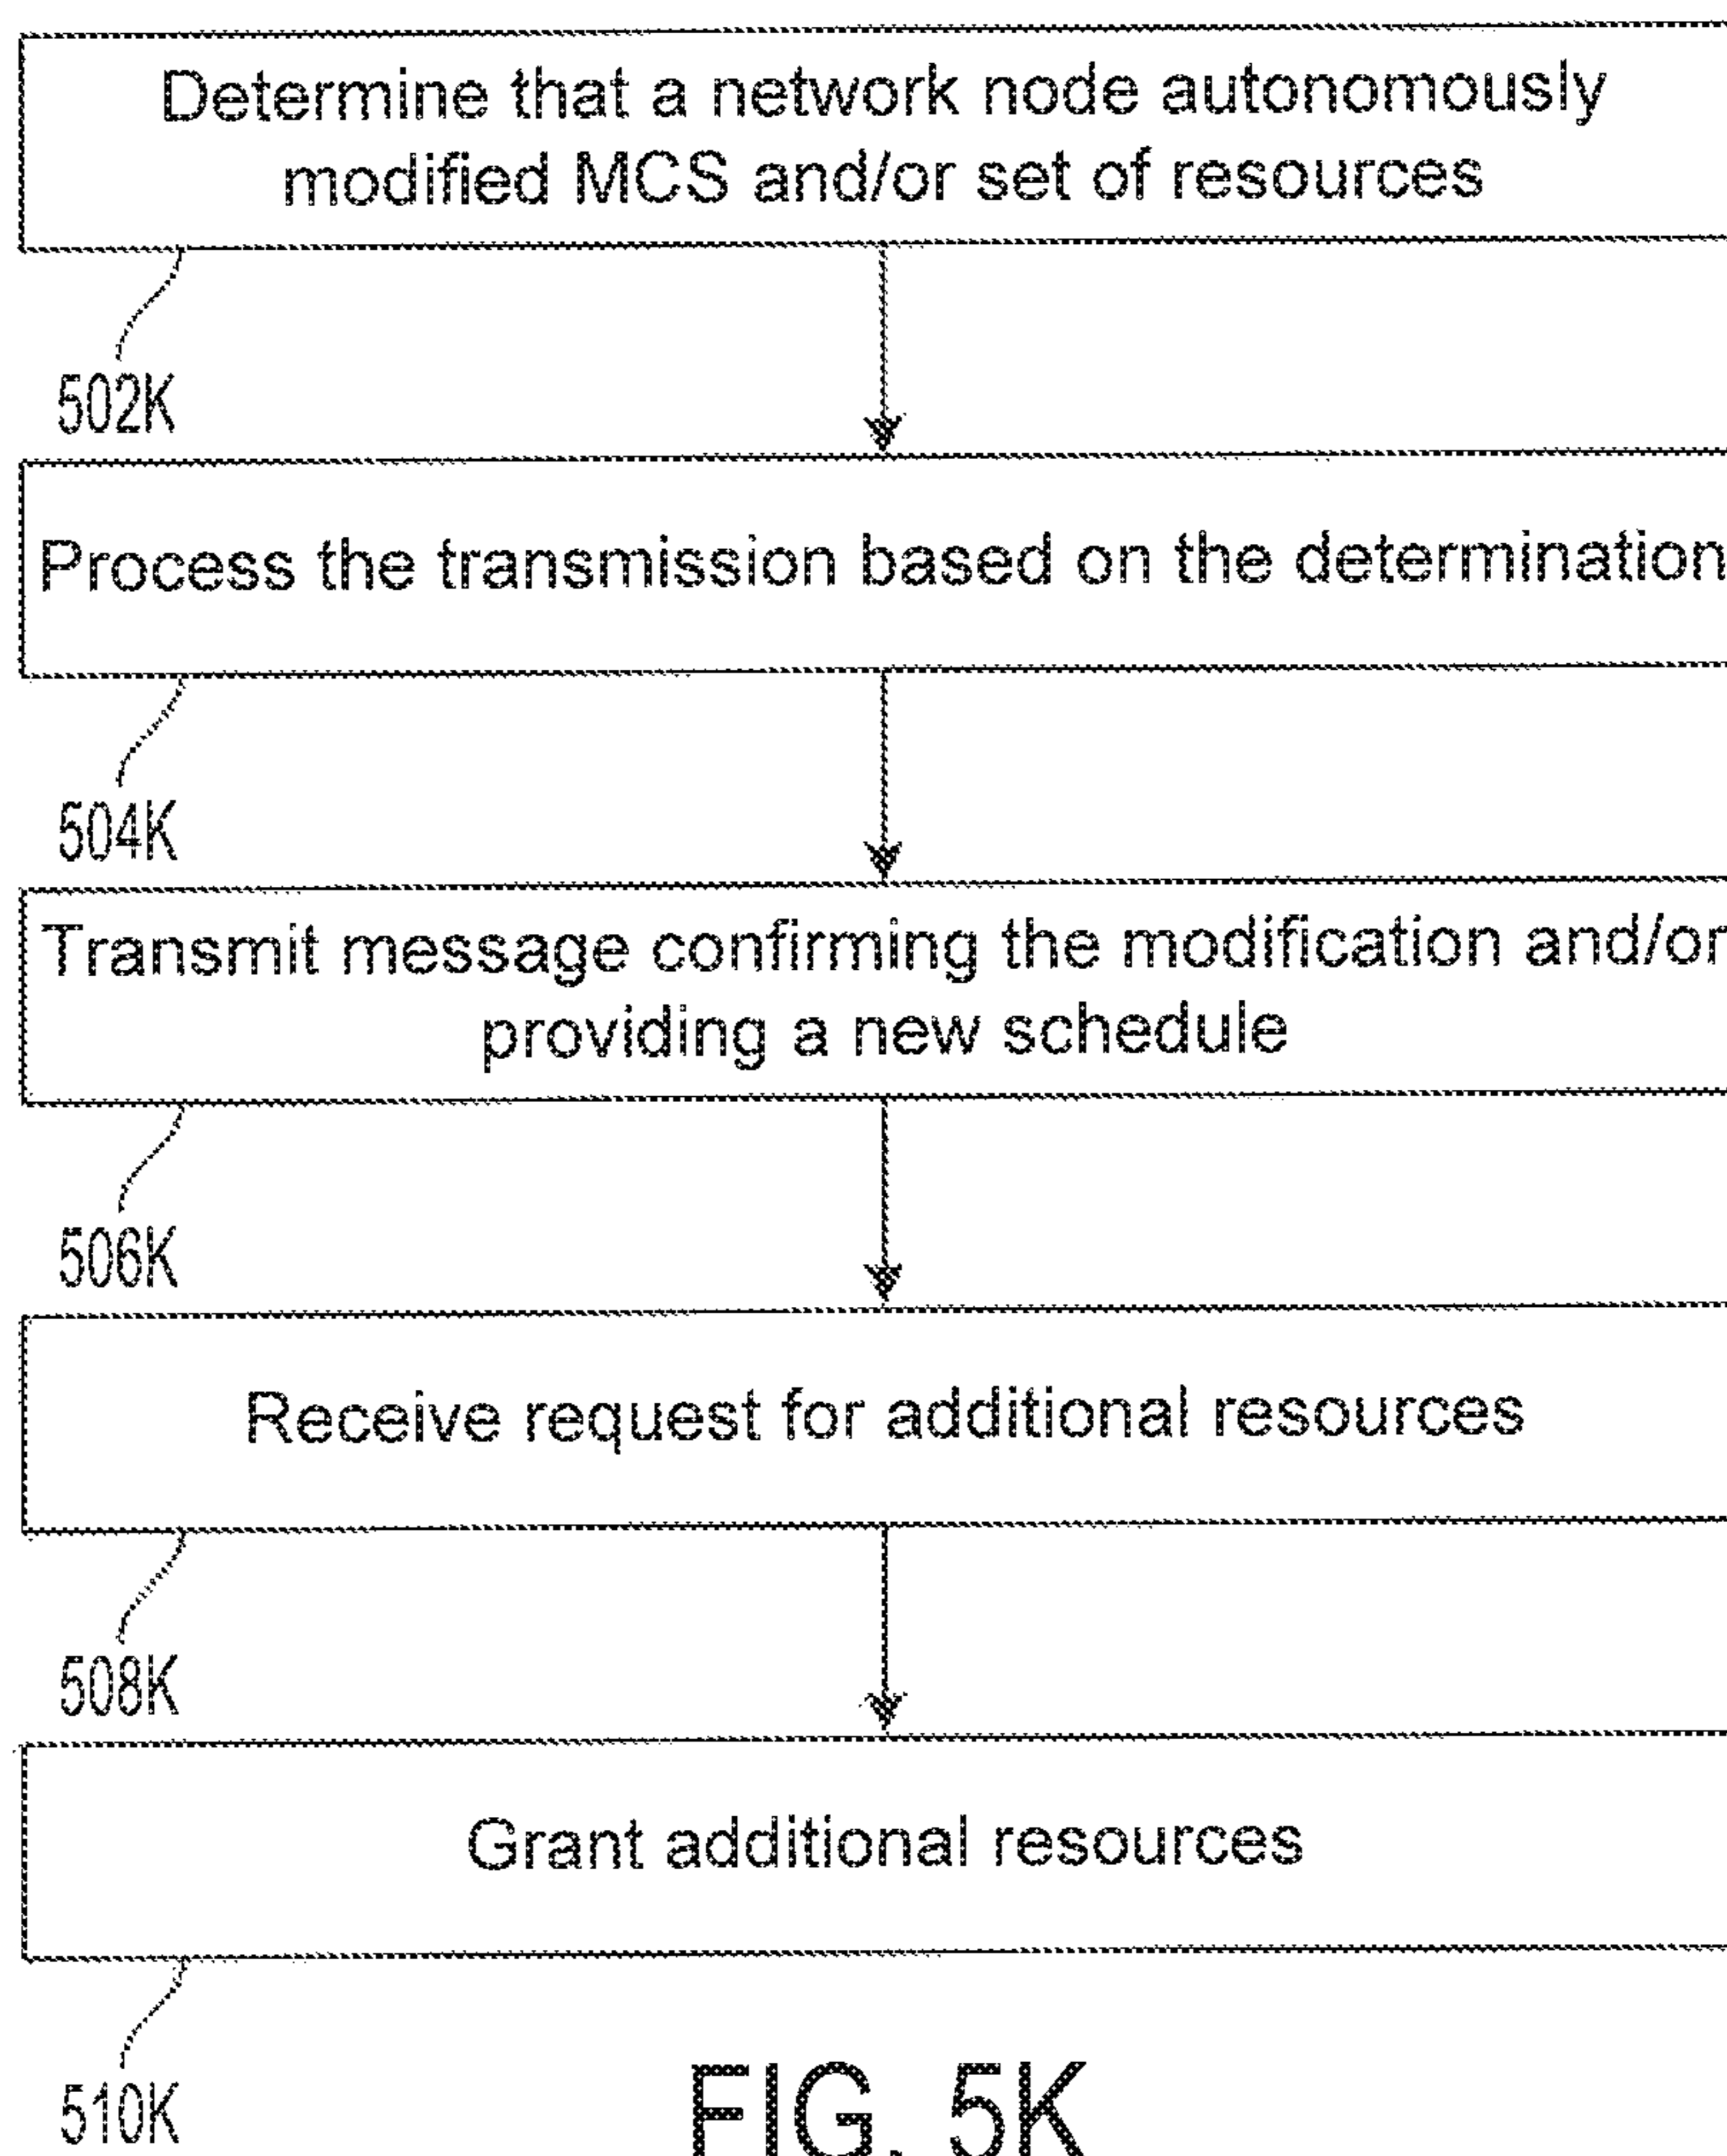 Determine that a network node autonomously
modified MCS and/or set of resources
502K
Process the transmission based on the determination
504K
Transmit message confirming the modification and/or
providing a new schedule
506K
Receive request for additional resources
508K
Grant additional resources
510K
FIG. 5K